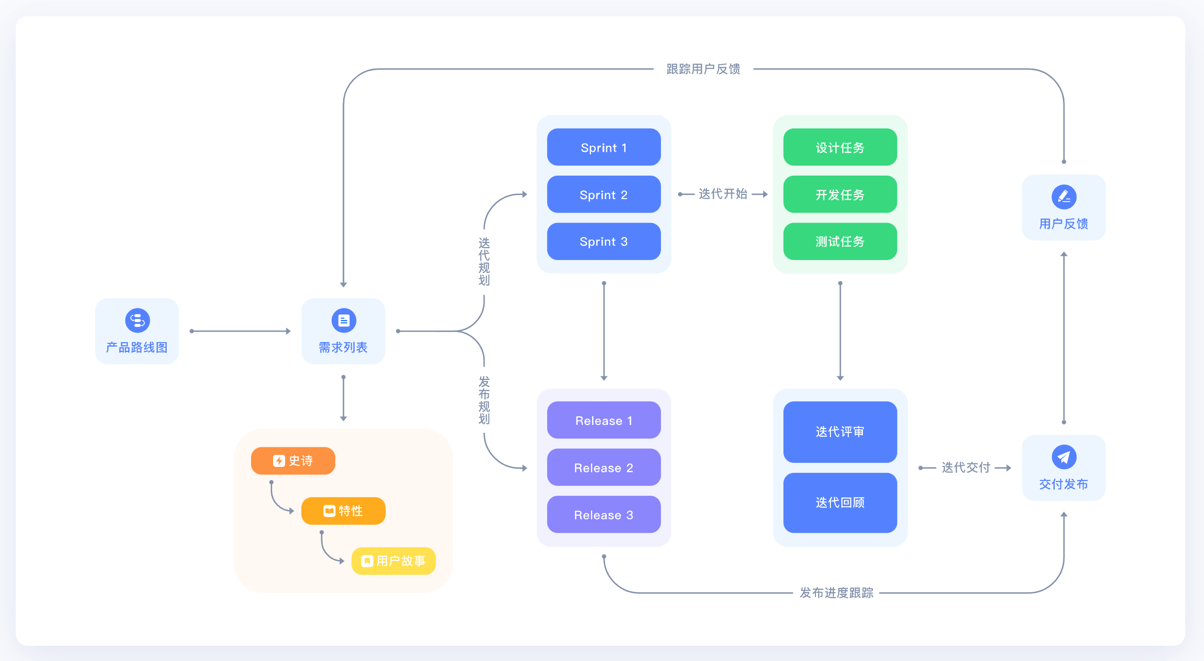 跟踪用户反馈
Sprint 1
Sprint 2
Sprint 3
迭代开始
设计任务
开发任务
测试任务
用户反馈
迭代规划
产品路线图
需求列表
发布规划
史诗
特性
用户故事
Release 1
Release 2
Release 3
迭代评审
迭代回顾
迭代交付
交付发布
发布进度跟踪